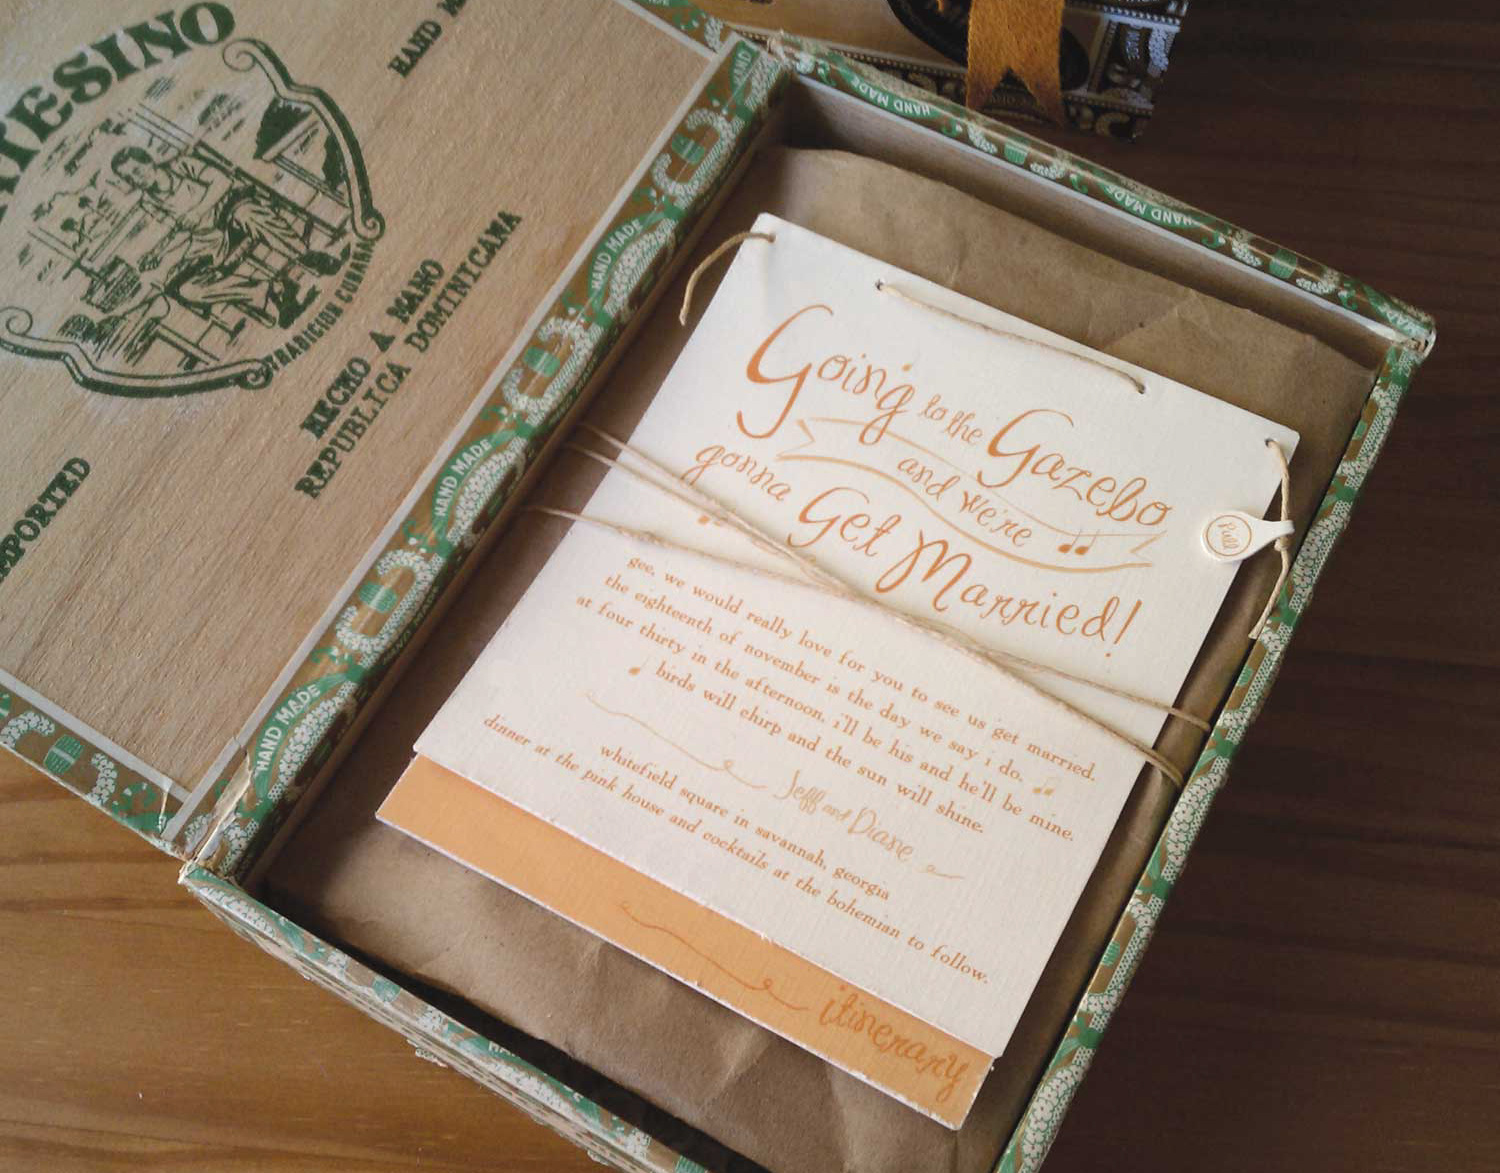 HAND
TRADICION CUBANA
HECHO A MANO
REPUBLICA DOMINICANA
HAND MADE
HAND MADE
HAND MADE
HAND MADE
HAND MADE
Going to the Gazebo
and we're
gonna Get Married!
Pull
gee, we would really love for you to see us get married.
the eighteenth of november is the day we say i do.
at four thirty in the afternoon, i'll be his and he'll be mine.
birds will chirp and the sun will shine.
Jeff and Diane
whitefield square in savannah, georgia
dinner at the pink house and cocktails at the bohemian to follow.
itinerary